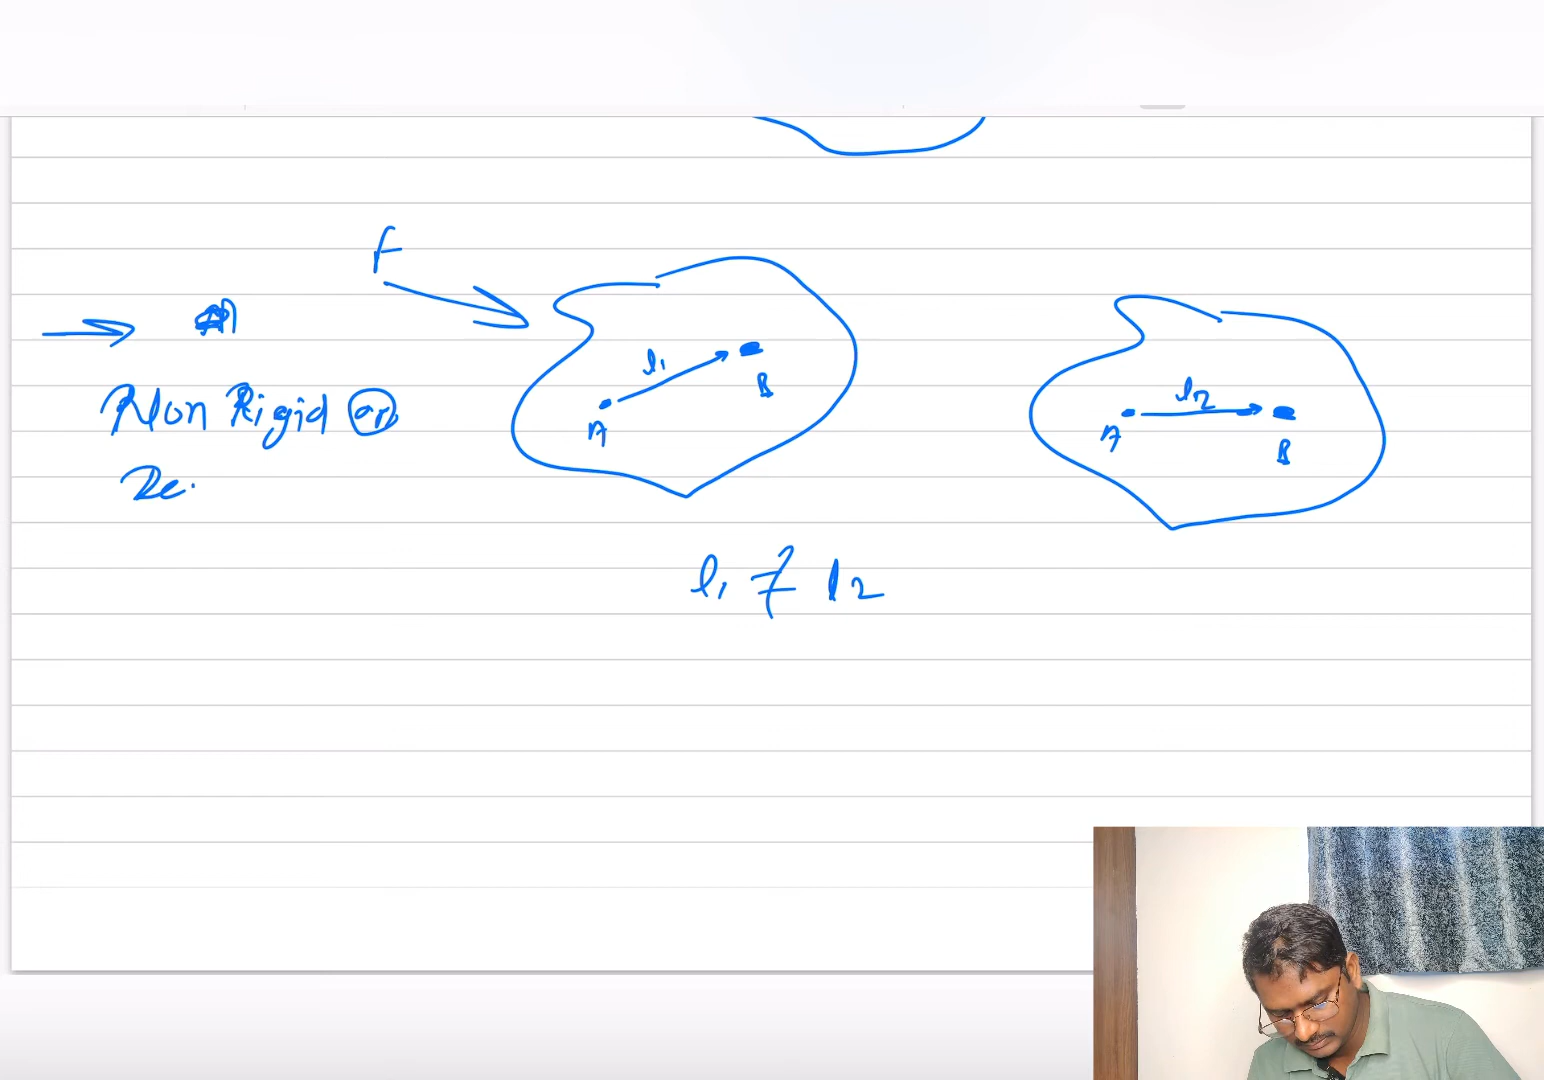 F
Non Rigid or
De.
l1
A
B
l2
A
B
l1 ≠ l2